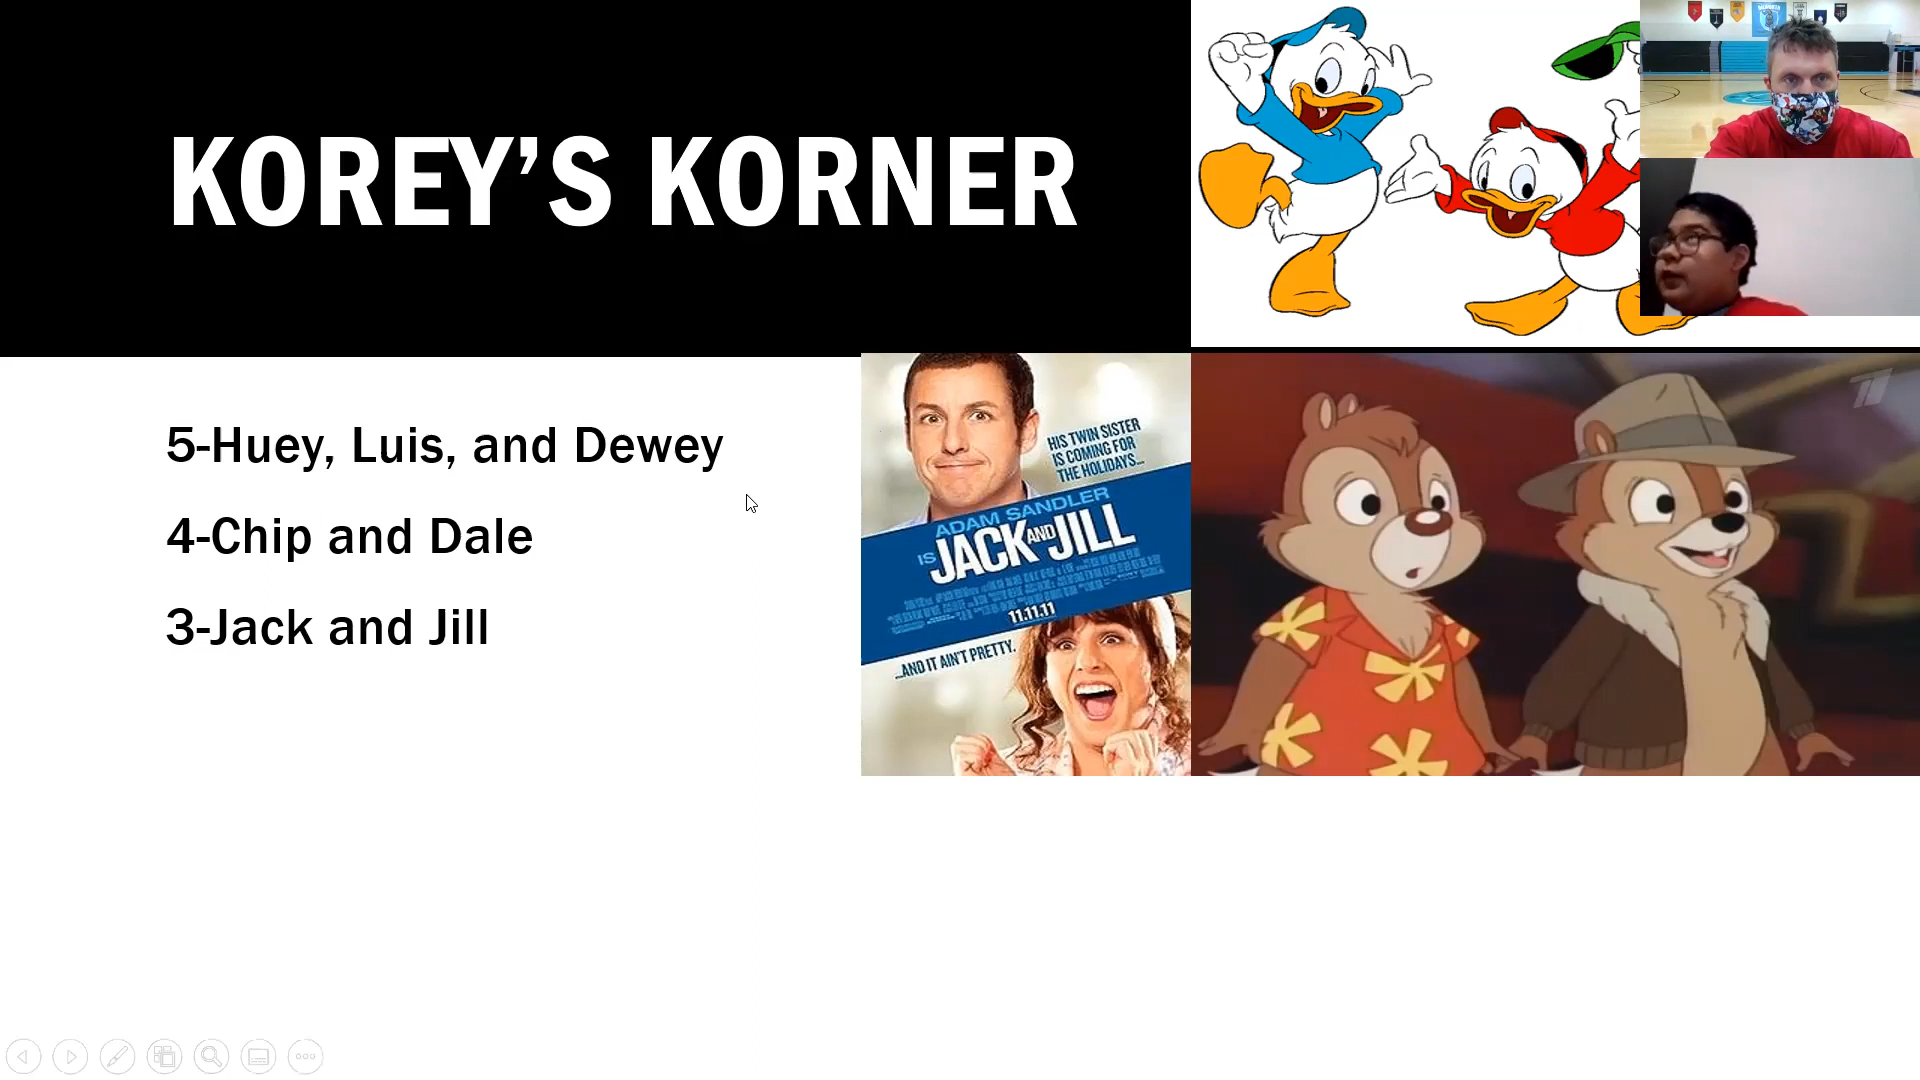 KOREY’S KORNER
5-Huey, Luis, and Dewey
4-Chip and Dale
3-Jack and Jill
HIS TWIN SISTER
IS COMING FOR
THE HOLIDAYS...
ADAM SANDLER
IS JACK AND JILL
11.11.11
...AND IT AIN'T PRETTY.